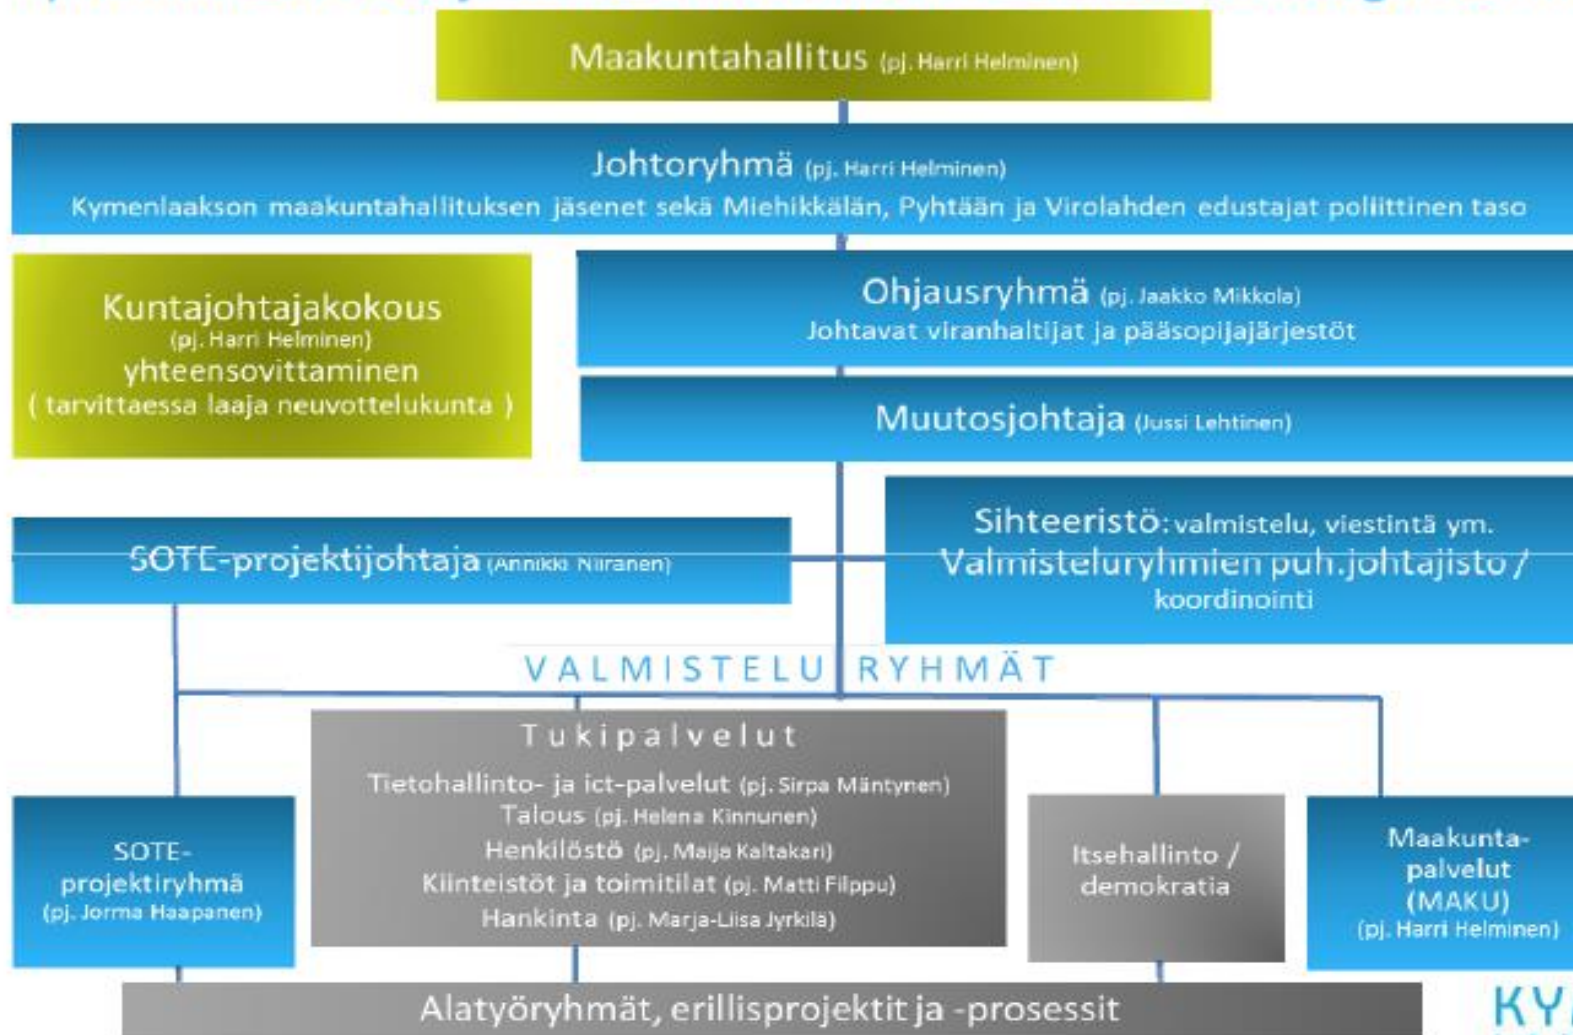 Maakuntahallitus (pj. Harri Helminen)
Johtoryhmä (pj. Harri Helminen)
Kymenlaakson maakuntahallituksen jäsenet sekä Miehikkälän, Pyhtään ja Virolahden edustajat poliittinen taso
Kuntajohtajakokous
(pj. Harri Helminen)
yhteensovittaminen
( tarvittaessa laaja neuvottelukunta )
Ohjausryhmä (pj. Jaakko Mikkola)
Johtavat viranhaltijat ja pääsopijajärjestöt
Muutosjohtaja (Jussi Lehtinen)
SOTE-projektijohtaja (Annikki Niiranen)
Sihteeristö: valmistelu, viestintä ym.
Valmisteluryhmien puh.johtajisto /
koordinointi
VALMISTELU RYHMÄT
SOTE-
projektiryhmä
(pj. Jorma Haapanen)
Tukipalvelut
Tietohallinto- ja ict-palvelut (pj. Sirpa Mäntynen)
Talous (pj. Helena Kinnunen)
Henkilöstö (pj. Maija Kaltakari)
Kiinteistöt ja toimitilat (pj. Matti Filppu)
Hankinta (pj. Marja-Liisa Jyrkilä)
Itsehallinto /
demokratia
Maakunta-
palvelut
(MAKU)
(pj. Harri Helminen)
Alatyöryhmät, erillisprojektit ja -prosessit